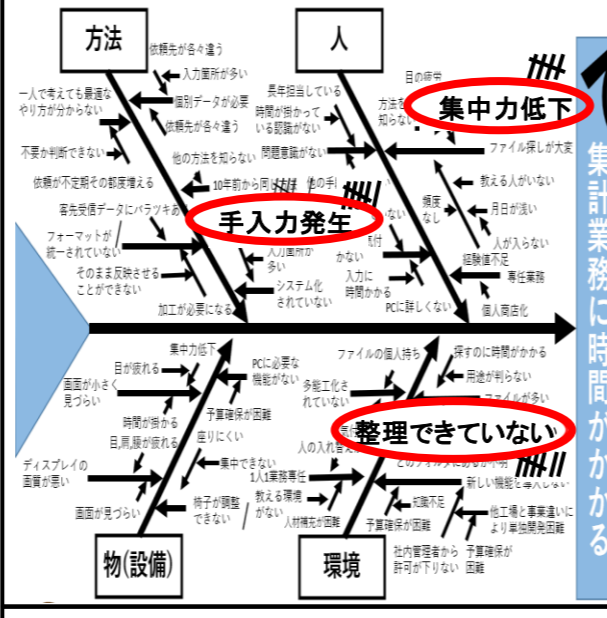 方法
依頼先が各々違う
入力箇所が多い
一人で考えても最適な
やり方が分からない
個別データが必要
依頼先が各々違う
不要か判断できない
他の方法を知らない
依頼が不定期その都度増える
10年前から同じ
客先受信データにバラツキあ
手入力発生
フォーマットが
統一されていない
入力箇所が
多い
そのまま反映させる
ことができない
システム化
されていない
加工が必要になる
人
目の疲労
長年担当している
方法を
知らない
集中力低下
時間が掛かって
いる認識がない
問題意識がない
ファイル探しが大変
教える人がいない
頻度
なし
月日が浅い
人が入らない
かない
経験値不足
入力に
時間かかる
専任業務
PCに詳しくない
個人商店化
集計業務に時間がかかる
集中力低下
目が疲れる
PCに必要な
機能がない
画面が小さく
見づらい
予算確保が困難
時間が掛かる
目,肩,腰が疲れる
座りにくい
ディスプレイの
画質が悪い
集中できない
画面が見づらい
椅子が調整
できない
物(設備)
ファイルの個人持ち
探すのに時間がかかる
用途が判らない
多能工化さ
れていない
ファイルが多い
整理できていない
人の入れ替え
1人1業務専任
新しい機能を導入しない
教える環境
がない
知識不足
人材補充が困難
予算確保が困難
他工場と事業違いに
より単独開発困難
社内管理者から
許可が下りない
予算確保が
困難
環境